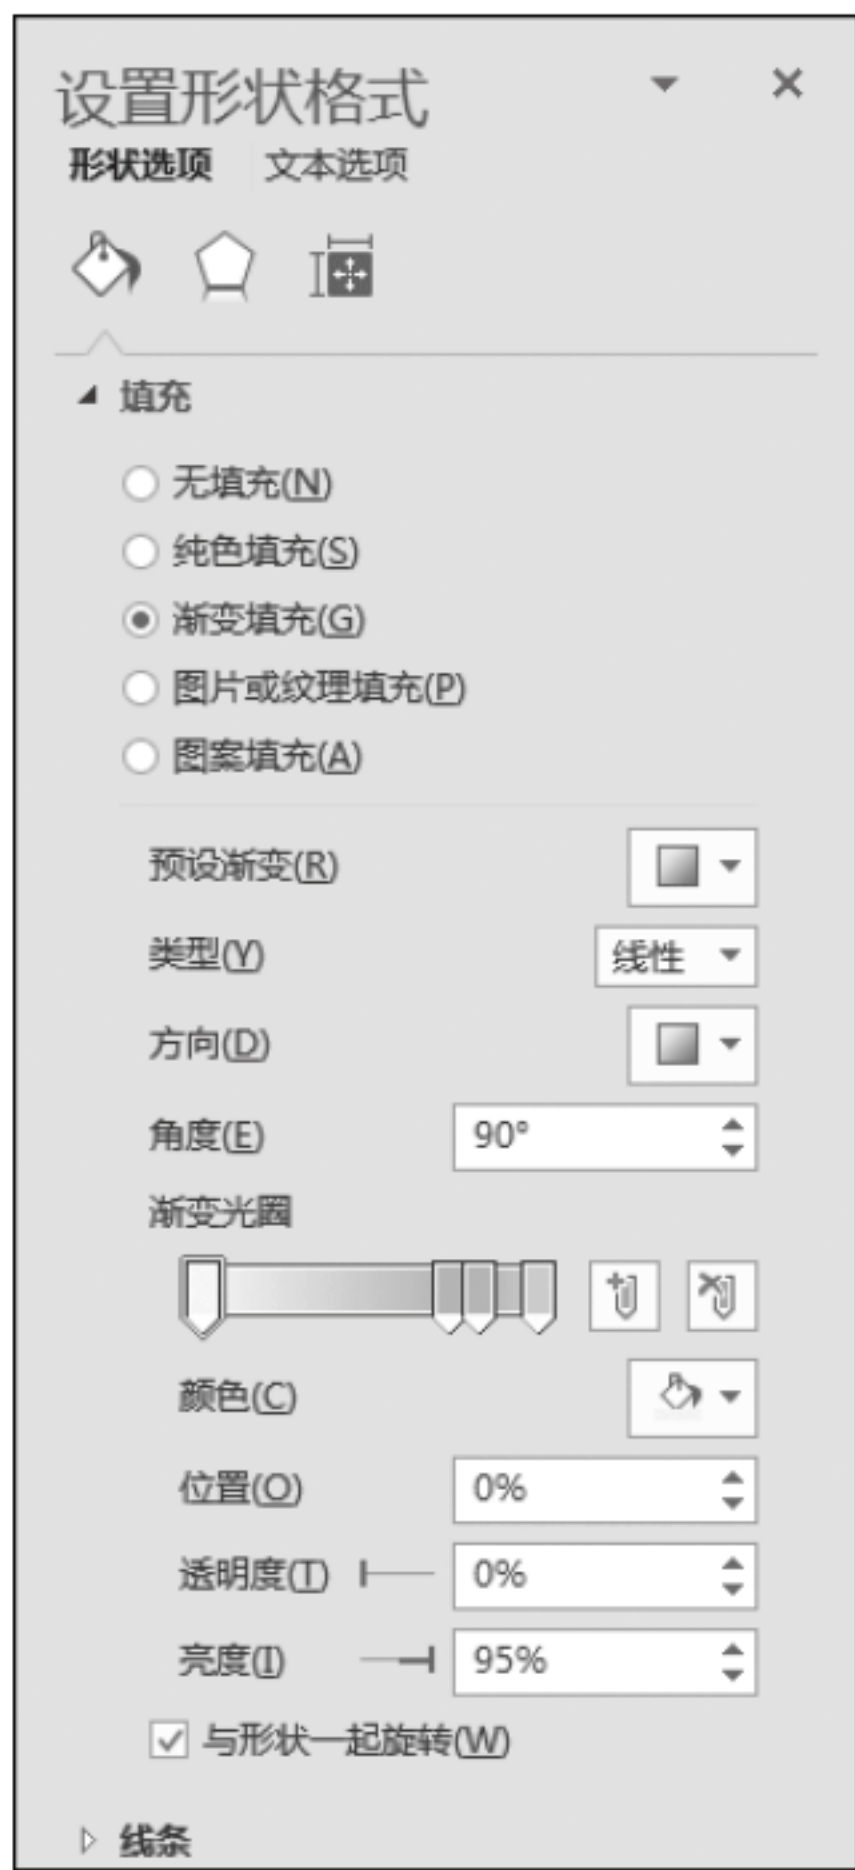 设置形状格式
形状选项 文本选项
填充
无填充(N)
纯色填充(S)
渐变填充(G)
图片或纹理填充(P)
图案填充(A)
预设渐变(R)
类型(Y) 线性
方向(D)
角度(E) 90°
渐变光圈
颜色(C)
位置(O) 0%
透明度(T) 0%
亮度(I) 95%
与形状一起旋转(W)
线条